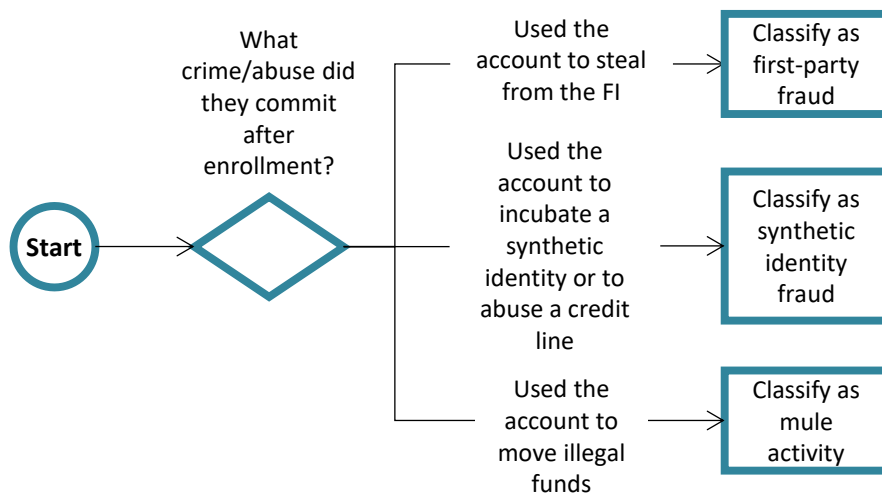 Start
What
crime/abuse did
they commit
after
enrollment?
Used the
account to steal
from the FI
Classify as
first-party
fraud
Used the
account to
incubate a
synthetic
identity or to
abuse a credit
line
Classify as
synthetic
identity
fraud
Used the
account to
move illegal
funds
Classify as
mule
activity